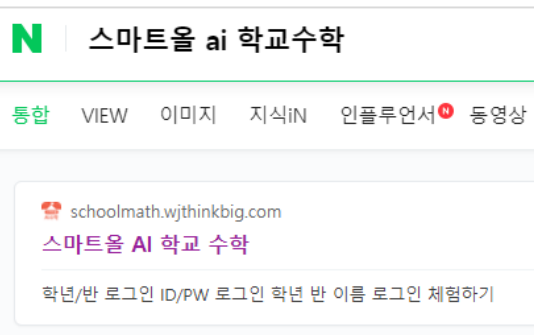 N 스마트올 ai 학교수학
통합 VIEW 이미지 지식iN 인플루언서 N 동영상
schoolmath.wjthinkbig.com
스마트올 AI 학교 수학
학년/반 로그인 ID/PW 로그인 학년 반 이름 로그인 체험하기